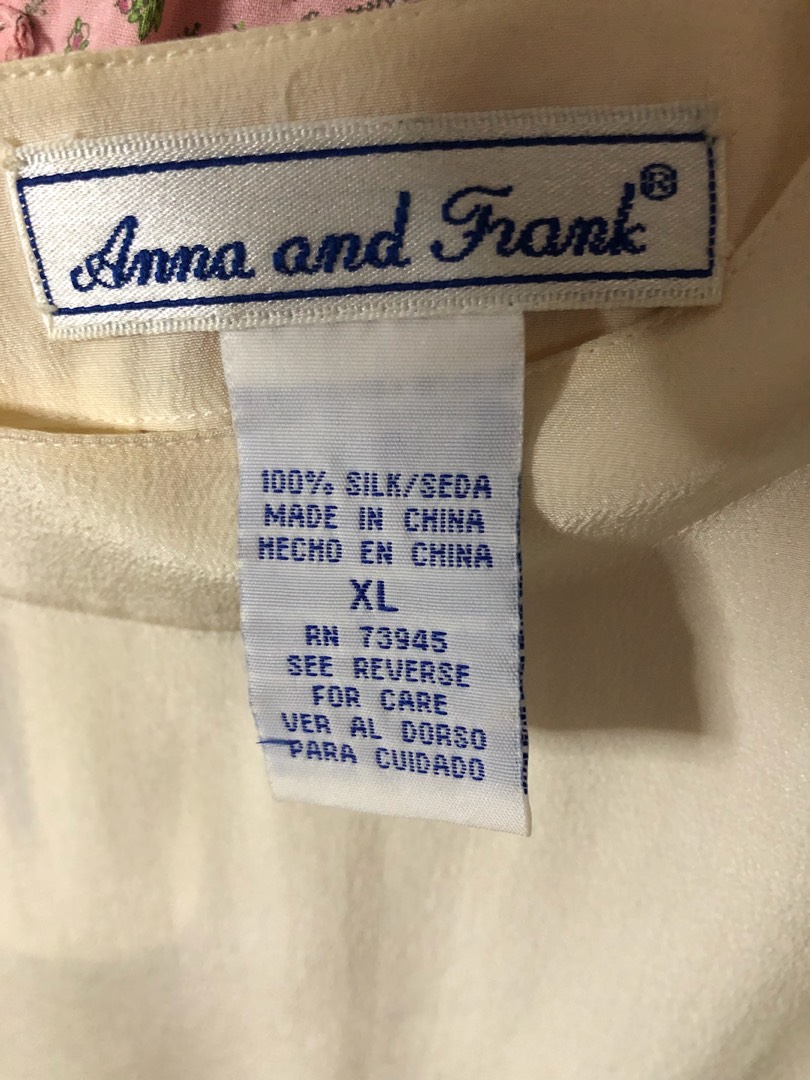 Anna and Frank®
100% SILK/SEDA
MADE IN CHINA
HECHO EN CHINA
XL
RN 73945
SEE REVERSE
FOR CARE
VER AL DORSO
PARA CUIDADO